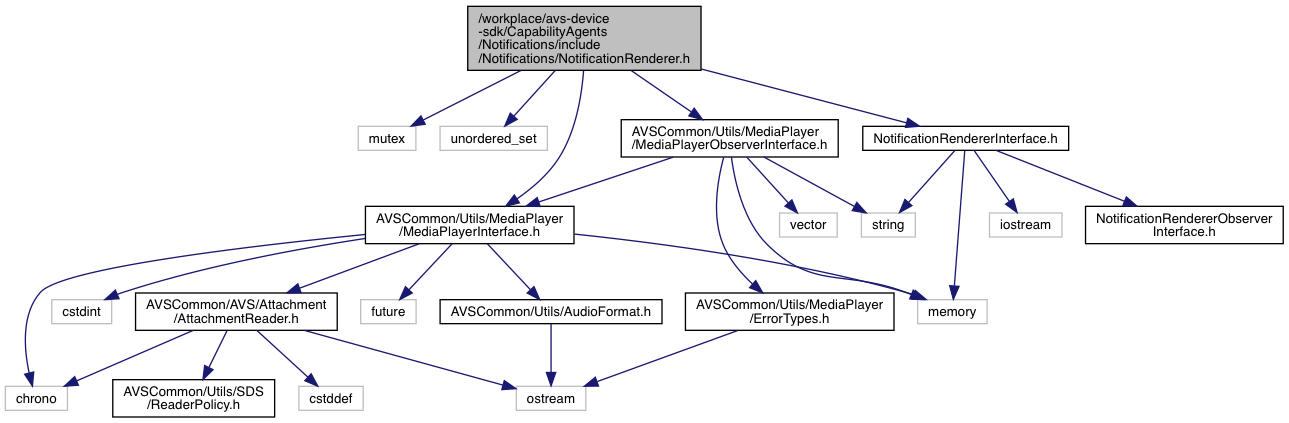 /workplace/avs-device
-sdk/CapabilityAgents
/Notifications/include
/Notifications/NotificationRenderer.h
mutex
unordered_set
AVSCommon/Utils/MediaPlayer
/MediaPlayerObserverInterface.h
NotificationRendererInterface.h
AVSCommon/Utils/MediaPlayer
/MediaPlayerInterface.h
vector
string
iostream
NotificationRendererObserver
Interface.h
cstdint
AVSCommon/AVS/Attachment
/AttachmentReader.h
future
AVSCommon/Utils/AudioFormat.h
AVSCommon/Utils/MediaPlayer
/ErrorTypes.h
memory
chrono
AVSCommon/Utils/SDS
/ReaderPolicy.h
cstddef
ostream